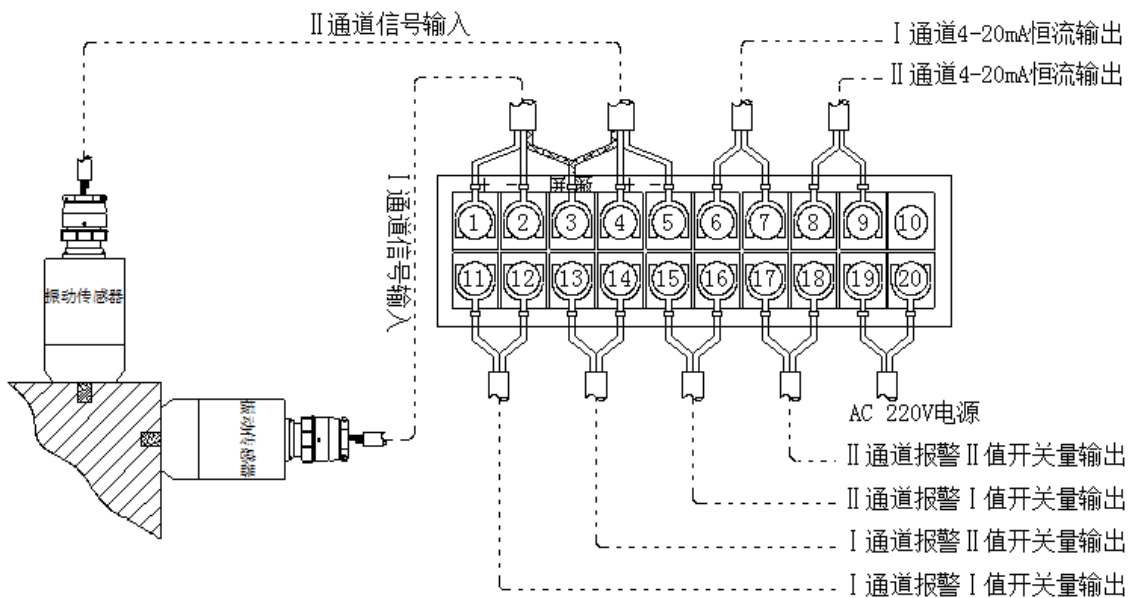 Ⅱ通道信号输入
Ⅰ通道4-20mA恒流输出
Ⅱ通道4-20mA恒流输出
Ⅰ通道信号输入
+ - 屏蔽 + -
① ② ③ ④ ⑤ ⑥ ⑦ ⑧ ⑨ ⑩
⑪ ⑫ ⑬ ⑭ ⑮ ⑯ ⑰ ⑱ ⑲ ⑳
振动传感器
振动传感器
AC 220V电源
Ⅱ通道报警Ⅱ值开关量输出
Ⅱ通道报警Ⅰ值开关量输出
Ⅰ通道报警Ⅱ值开关量输出
Ⅰ通道报警Ⅰ值开关量输出